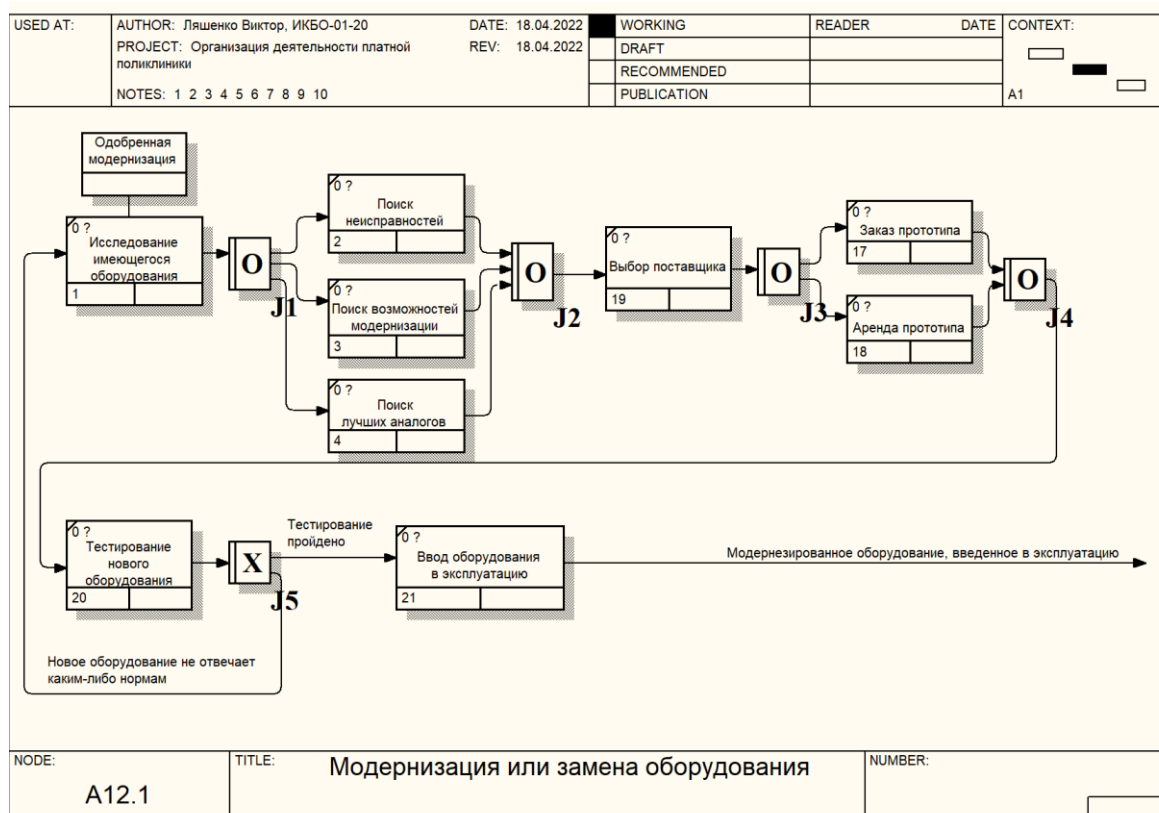 USED AT:
AUTHOR: Ляшенко Виктор, ИКБО-01-20
DATE: 18.04.2022
PROJECT: Организация деятельности платной
поликлиники
REV: 18.04.2022
NOTES: 1 2 3 4 5 6 7 8 9 10
WORKING
DRAFT
RECOMMENDED
PUBLICATION
READER
DATE
CONTEXT:
A1
Одобренная
модернизация
0 ?
Исследование
имеющегося
оборудования
1
O
J1
0 ?
Поиск
неисправностей
2
0 ?
Поиск возможностей
модернизации
3
0 ?
Поиск
лучших аналогов
4
O
J2
0 ?
Выбор поставщика
19
O
J3
0 ?
Заказ прототипа
17
0 ?
Аренда прототипа
18
O
J4
0 ?
Тестирование
нового
оборудования
20
X
J5
Тестирование
пройдено
0 ?
Ввод оборудования
в эксплуатацию
21
Модернезированное оборудование, введенное в эксплуатацию
Новое оборудование не отвечает
каким-либо нормам
NODE:
A12.1
TITLE:
Модернизация или замена оборудования
NUMBER: